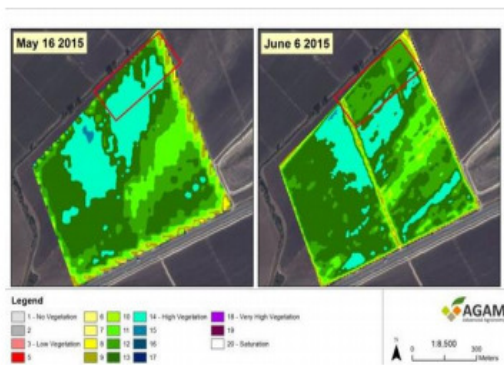 May 16 2015
June 6 2015
Legend
1 - No Vegetation
2
3 - Low Vegetation
5
6
7
8
9
10
11
12
13
14 - High Vegetation
15
16
17
18 - Very High Vegetation
19
20 - Saturation
N
1:8,500
300
Meters
AGAM